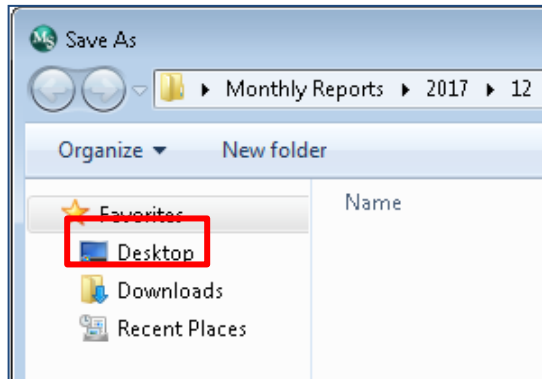 Save As
Monthly Reports 2017 12
Organize New folder
Name
Favorites
Desktop
Downloads
Recent Places